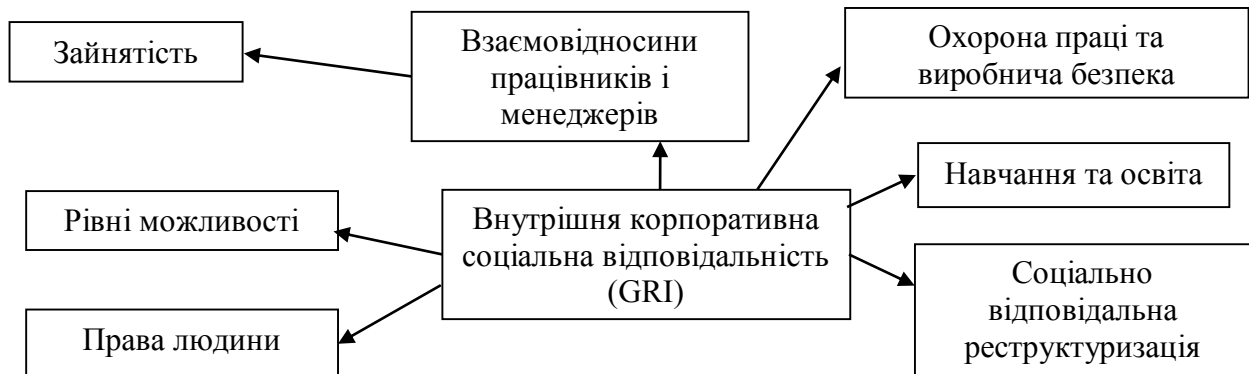 Зайнятість
Взаємовідносини
працівників і
менеджерів
Охорона праці та
виробнича безпека
Навчання та освіта
Рівні можливості
Внутрішня корпоративна
соціальна відповідальність
(GRI)
Соціально
відповідальна
реструктуризація
Права людини